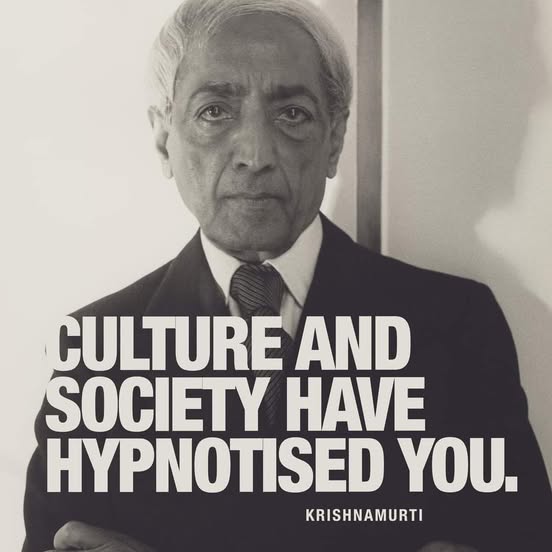 CULTURE AND
SOCIETY HAVE
HYPNOTISED YOU.
KRISHNAMURTI